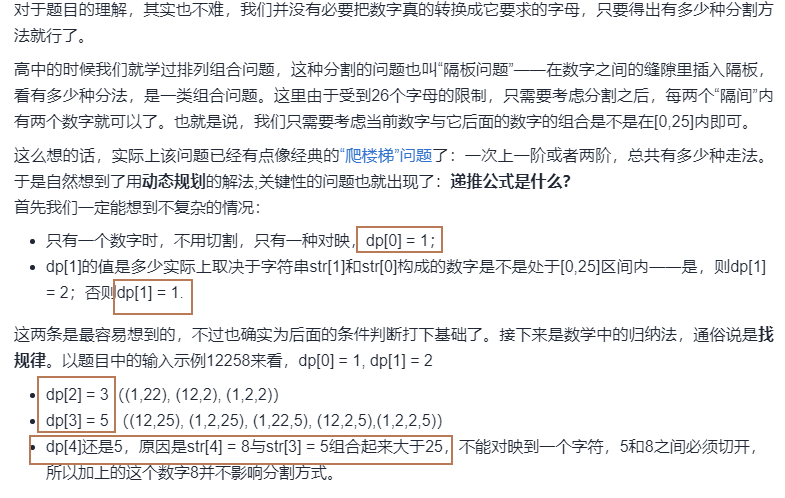 对于题目的理解，其实也不难，我们并没有必要把数字真的转换成它要求的字母，只要得出有多少种分割方
法就行了。
高中的时候我们就学过排列组合问题，这种分割的问题也叫“隔板问题”——在数字之间的缝隙里插入隔板，
看有多少种分法，是一类组合问题。这里由于受到26个字母的限制，只需要考虑分割之后，每两个“隔间”内
有两个数字就可以了。也就是说，我们只需要考虑当前数字与它后面的数字的组合是不是在[0,25]内即可。
这么想的话，实际上该问题已经有点像经典的“爬楼梯”问题了：一次上一阶或者两阶，总共有多少种走法。
于是自然想到了用动态规划的解法,关键性的问题也就出现了：递推公式是什么？
首先我们一定能想到不复杂的情况：
• 只有一个数字时，不用切割，只有一种对映，dp[0] = 1；
• dp[1]的值是多少实际上取决于字符串str[1]和str[0]构成的数字是不是处于[0,25]区间内——是，则dp[1]
= 2；否则dp[1] = 1.
这两条是最容易想到的，不过也确实为后面的条件判断打下基础了。接下来是数学中的归纳法，通俗说是找
规律。以题目中的输入示例12258来看，dp[0] = 1, dp[1] = 2
• dp[2] = 3（(1,22), (12,2), (1,2,2)）
• dp[3] = 5（(12,25), (1,2,25), (1,22,5), (12,2,5),(1,2,2,5)）
• dp[4]还是5，原因是str[4] = 8与str[3] = 5组合起来大于25，不能对映到一个字符，5和8之间必须切开，
所以加上的这个数字8并不影响分割方式。